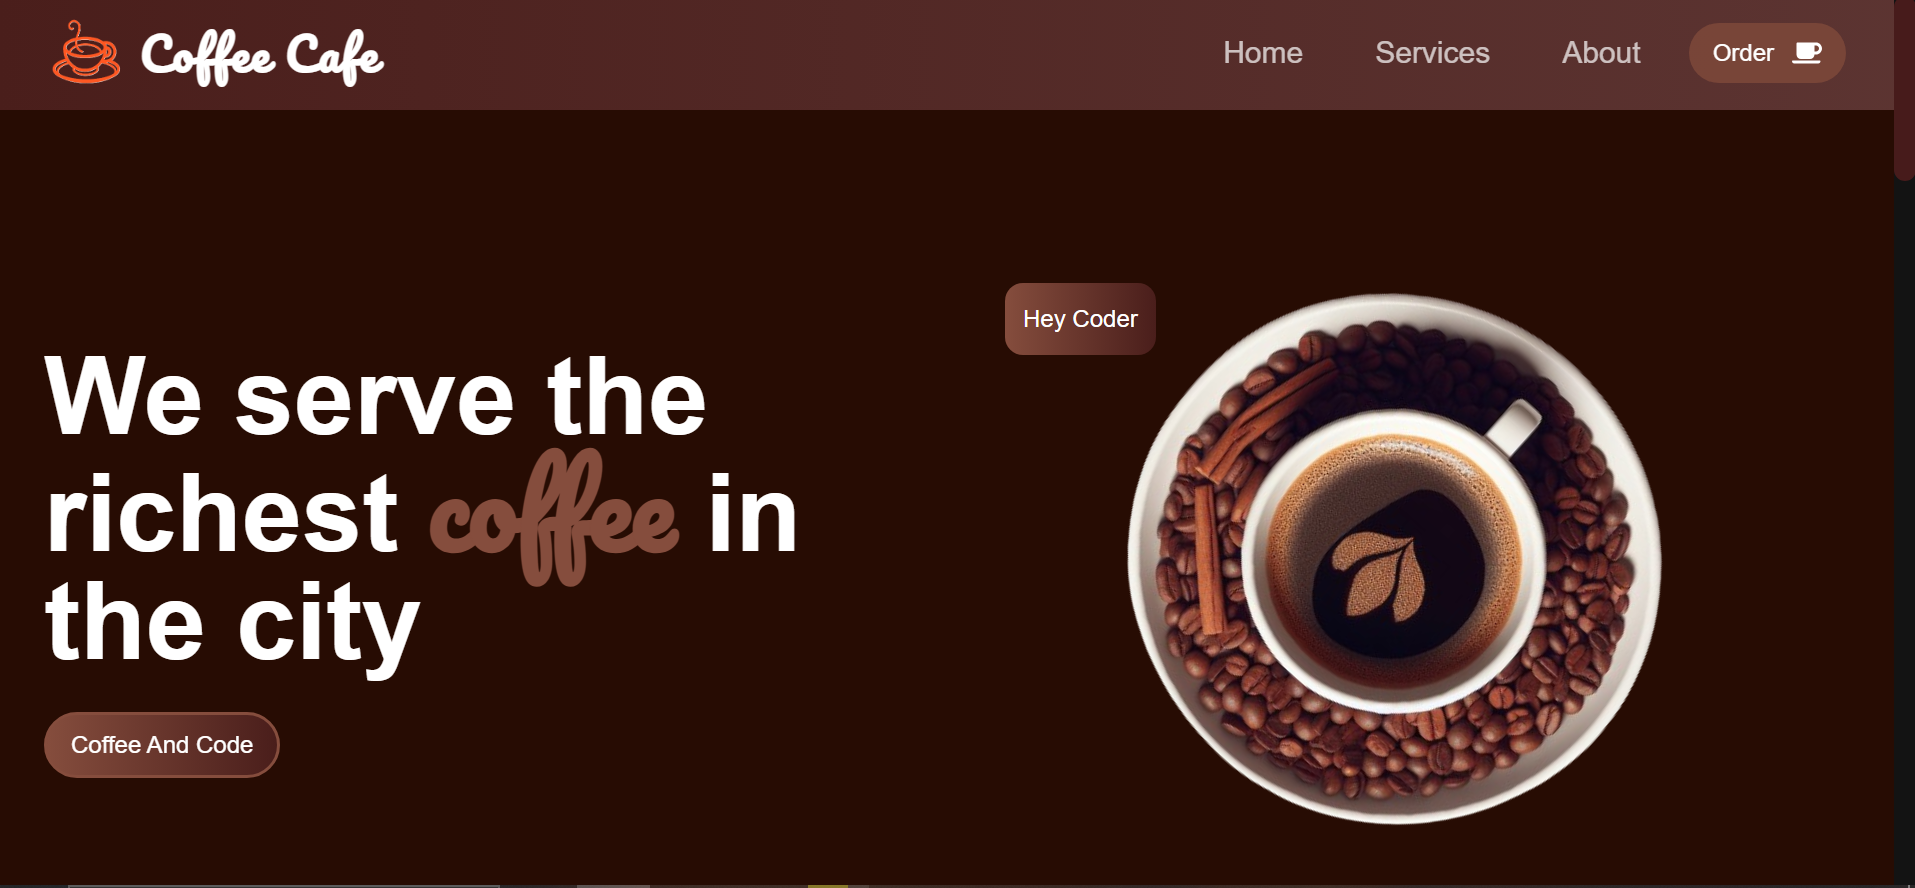 Coffee Cafe
Home Services About Order
Hey Coder
We serve the
richest coffee in
the city
Coffee And Code